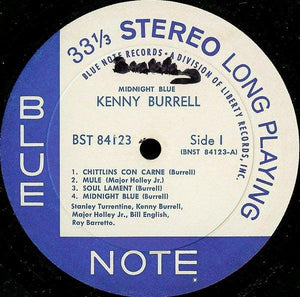 33 1/3 STEREO LONG PLAYING
BLUE NOTE RECORDS • A DIVISION OF LIBERTY RECORDS, INC.
MIDNIGHT BLUE
KENNY BURRELL
BST 84123
Side 1
(BNST 84123-A)
1. CHITLINS CON CARNE (Burrell)
2. MULE (Major Holley Jr.)
3. SOUL LAMENT (Burrell)
4. MIDNIGHT BLUE (Burrell)
Stanley Turrentine, Kenny Burrell,
Major Holley Jr., Bill English,
Ray Barretto.
BLUE
NOTE